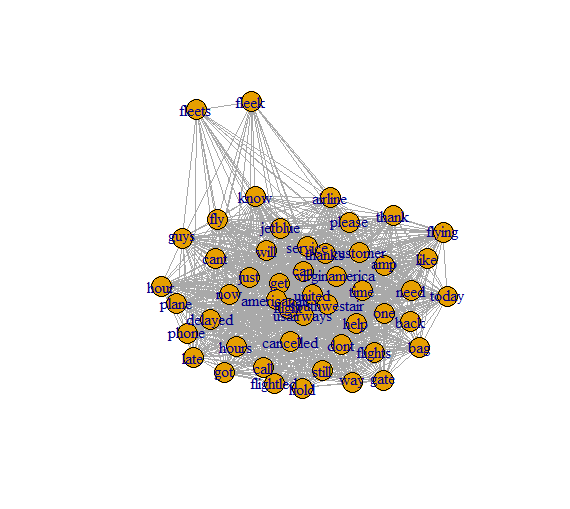 fleek
fleets
know
airline
thank
fly
please
jetblue
flying
guys
service
will
thanks
customer
cant
like
amp
can
just
virginamerica
get
hour
now
time
need
united
today
plane
americanair
southwestair
one
usairways
delayed
help
back
phone
cancelled
hours
dont
flights
bag
late
call
got
still
flightled
way
gate
hold